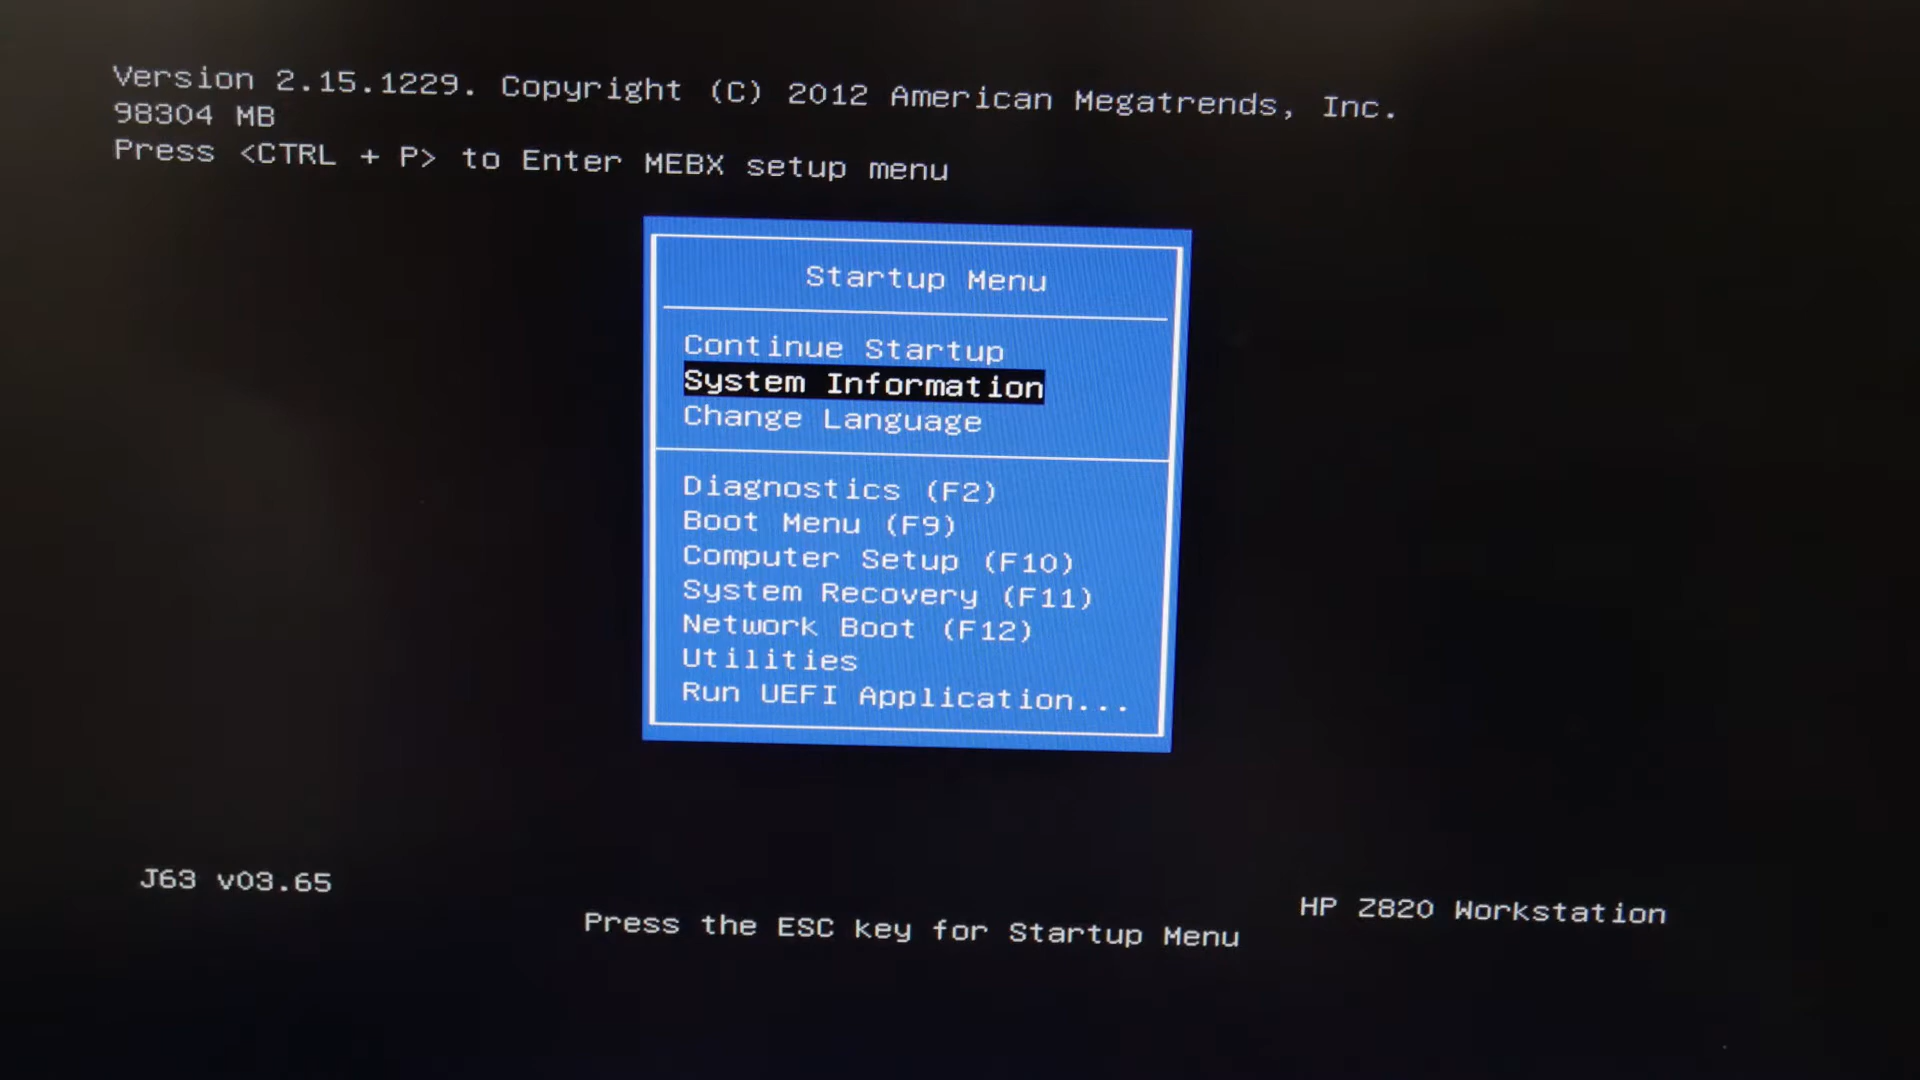 Version 2.15.1229. Copyright (C) 2012 American Megatrends, Inc.
98304 MB
Press <CTRL + P> to Enter MEBX setup menu
Startup Menu
Continue Startup
System Information
Change Language
Diagnostics (F2)
Boot Menu (F9)
Computer Setup (F10)
System Recovery (F11)
Network Boot (F12)
Utilities
Run UEFI Application...
J63 v03.65
HP Z820 Workstation
Press the ESC key for Startup Menu